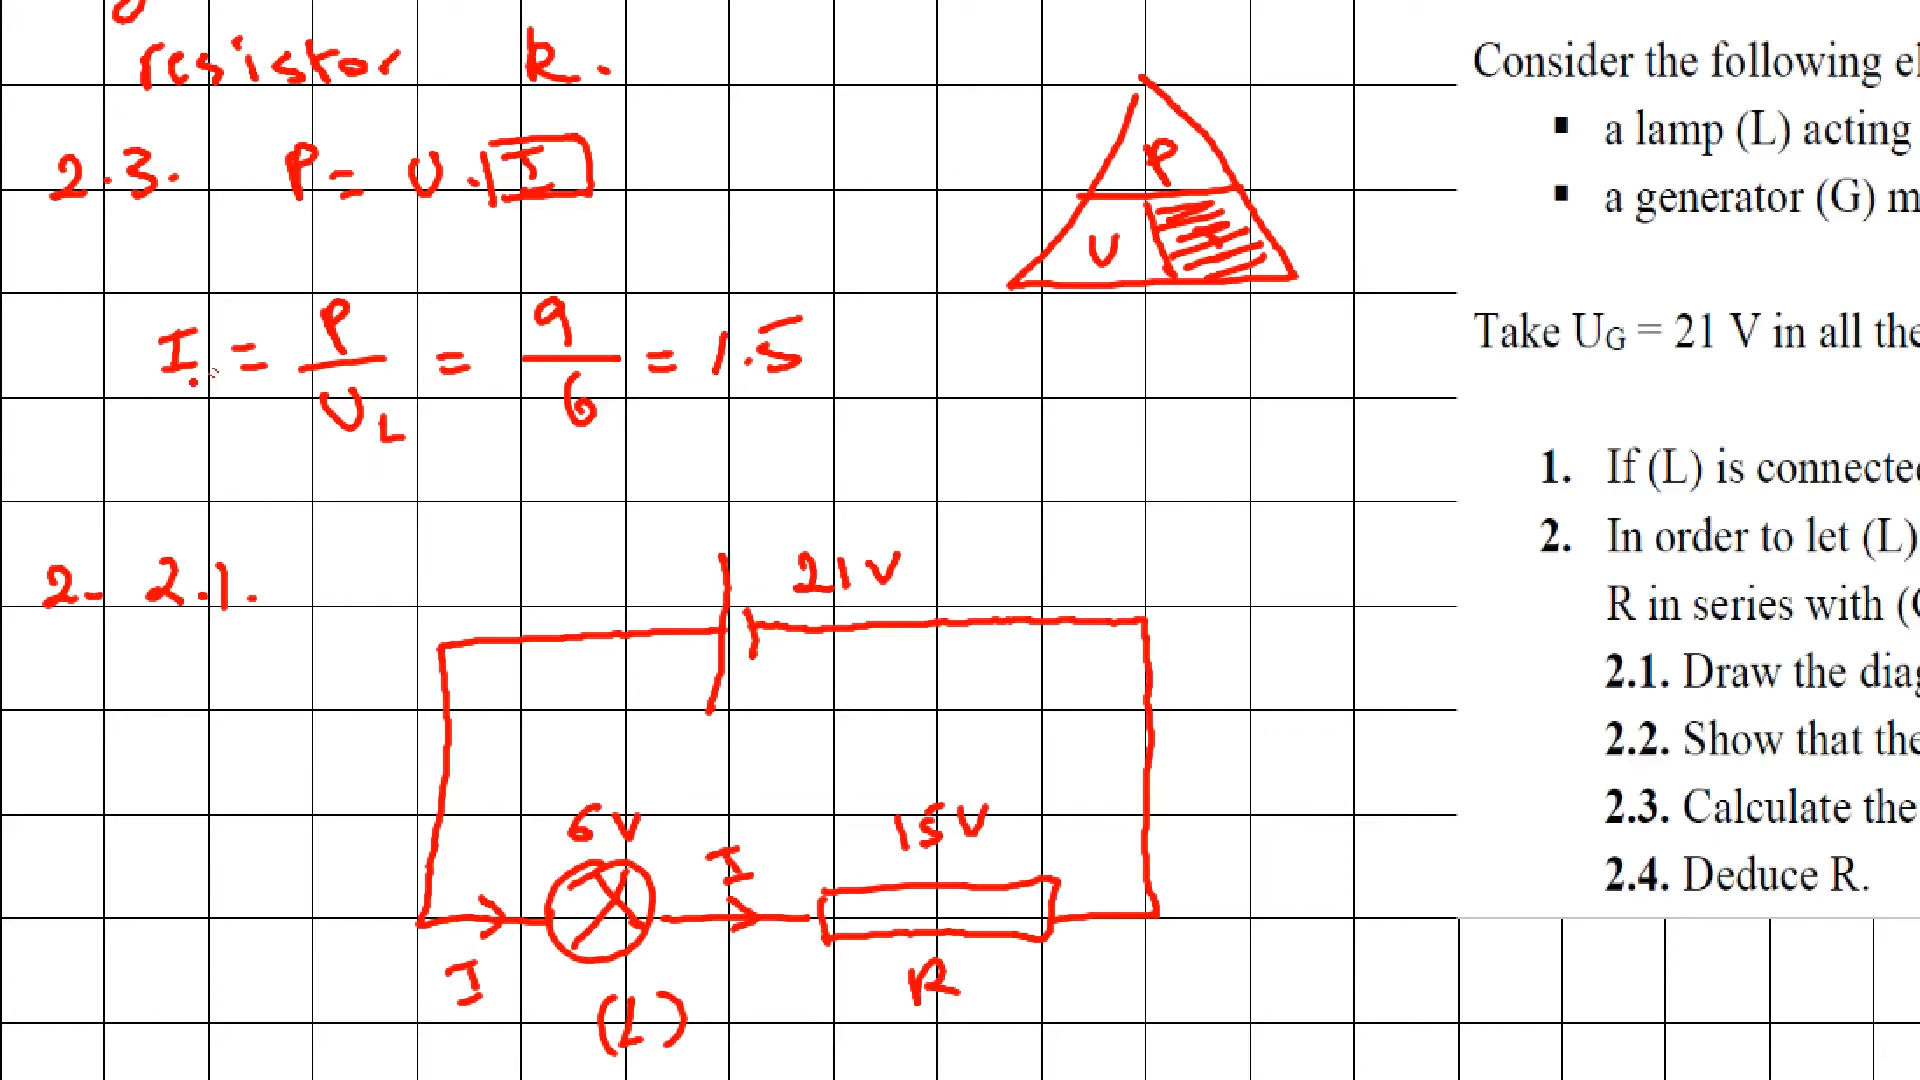 resistor R.
2.3. P = U . I
P
U
I = P / U_L = 9 / 6 = 1.5
2- 2.1.
21V
6V
I
15V
I
R
(L)
Consider the following el
▪ a lamp (L) acting
▪ a generator (G) m
Take U_G = 21 V in all the
1. If (L) is connected
2. In order to let (L)
R in series with (G
2.1. Draw the diag
2.2. Show that the
2.3. Calculate the
2.4. Deduce R.